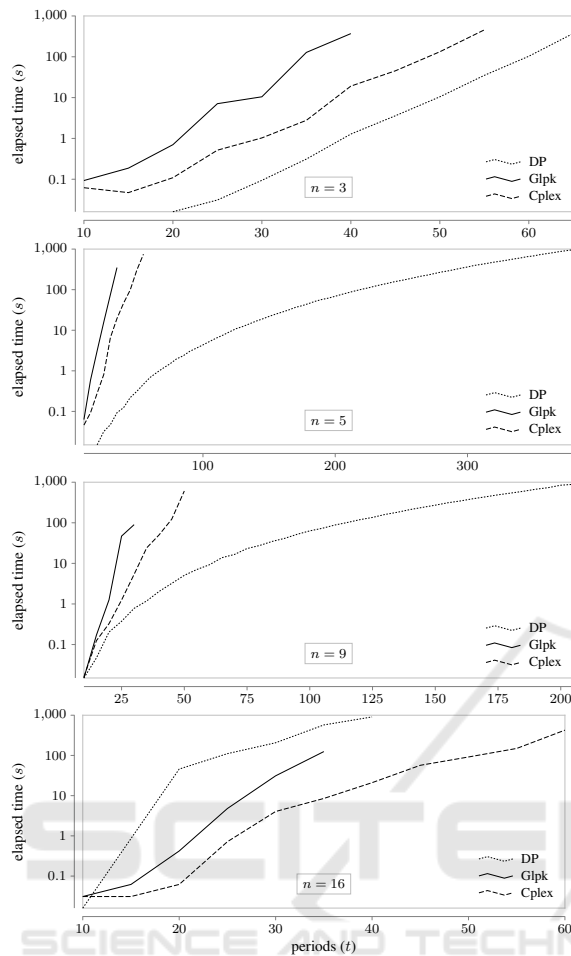 1,000
100
10
1
0.1
elapsed time (s)
DP
Glpk
Cplex
n = 3
10 20 30 40 50 60
1,000
100
10
1
0.1
elapsed time (s)
DP
Glpk
Cplex
n = 5
100 200 300
1,000
100
10
1
0.1
elapsed time (s)
DP
Glpk
Cplex
n = 9
25 50 75 100 125 150 175 200
1,000
100
10
1
0.1
elapsed time (s)
DP
Glpk
Cplex
n = 16
10 20 30 40 50 60
periods (t)
SCITE
SCIENCE AND TECHN